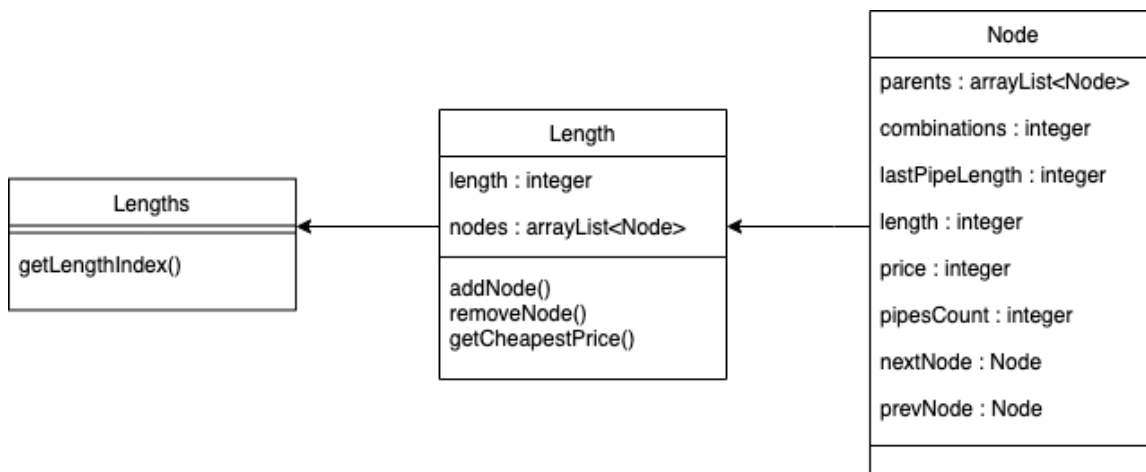 Lengths
getLengthIndex()
Length
length : integer
nodes : arrayList<Node>
addNode()
removeNode()
getCheapestPrice()
Node
parents : arrayList<Node>
combinations : integer
lastPipeLength : integer
length : integer
price : integer
pipesCount : integer
nextNode : Node
prevNode : Node